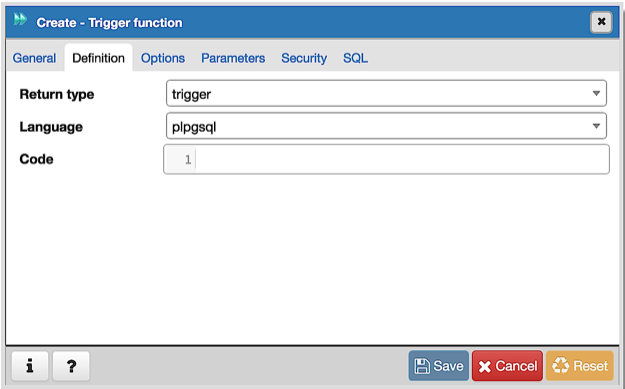 Create - Trigger function
General Definition Options Parameters Security SQL
Return type trigger
Language plpgsql
Code 1
i ? Save Cancel Reset